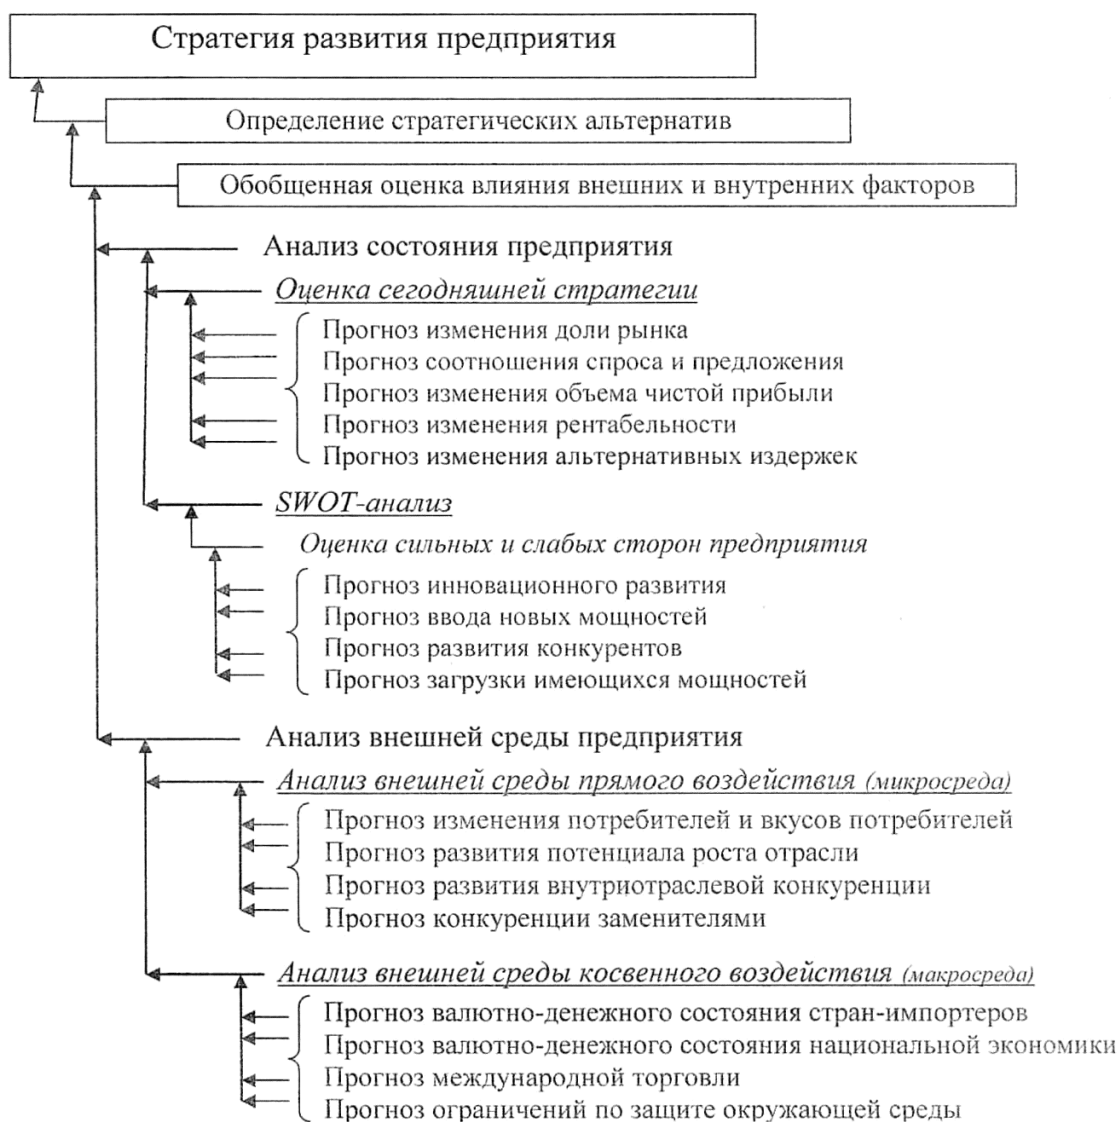 Стратегия развития предприятия
Определение стратегических альтернатив
Обобщенная оценка влияния внешних и внутренних факторов
Анализ состояния предприятия
Оценка сегодняшней стратегии
Прогноз изменения доли рынка
Прогноз соотношения спроса и предложения
Прогноз изменения объема чистой прибыли
Прогноз изменения рентабельности
Прогноз изменения альтернативных издержек
SWOT-анализ
Оценка сильных и слабых сторон предприятия
Прогноз инновационного развития
Прогноз ввода новых мощностей
Прогноз развития конкурентов
Прогноз загрузки имеющихся мощностей
Анализ внешней среды предприятия
Анализ внешней среды прямого воздействия (микросреда)
Прогноз изменения потребителей и вкусов потребителей
Прогноз развития потенциала роста отрасли
Прогноз развития внутриотраслевой конкуренции
Прогноз конкуренции заменителями
Анализ внешней среды косвенного воздействия (макросреда)
Прогноз валютно-денежного состояния стран-импортеров
Прогноз валютно-денежного состояния национальной экономики
Прогноз международной торговли
Прогноз ограничений по защите окружающей среды